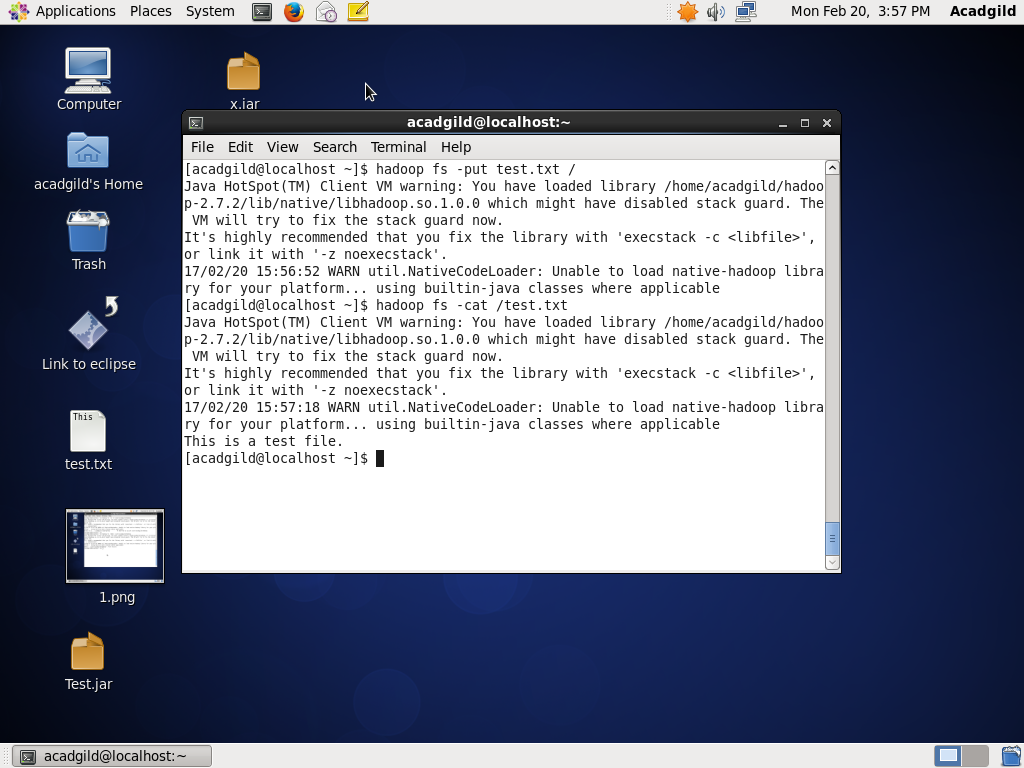 Applications Places System Mon Feb 20, 3:57 PM Acadgild
Computer
x.jar
acadgild's Home
Trash
Link to eclipse
This
test.txt
1.png
Test.jar
acadgild@localhost:~
File Edit View Search Terminal Help
[acadgild@localhost ~]$ hadoop fs -put test.txt /
Java HotSpot(TM) Client VM warning: You have loaded library /home/acadgild/hadoo
p-2.7.2/lib/native/libhadoop.so.1.0.0 which might have disabled stack guard. The
 VM will try to fix the stack guard now.
It's highly recommended that you fix the library with 'execstack -c <libfile>',
or link it with '-z noexecstack'.
17/02/20 15:56:52 WARN util.NativeCodeLoader: Unable to load native-hadoop libra
ry for your platform... using builtin-java classes where applicable
[acadgild@localhost ~]$ hadoop fs -cat /test.txt
Java HotSpot(TM) Client VM warning: You have loaded library /home/acadgild/hadoo
p-2.7.2/lib/native/libhadoop.so.1.0.0 which might have disabled stack guard. The
 VM will try to fix the stack guard now.
It's highly recommended that you fix the library with 'execstack -c <libfile>',
or link it with '-z noexecstack'.
17/02/20 15:57:18 WARN util.NativeCodeLoader: Unable to load native-hadoop libra
ry for your platform... using builtin-java classes where applicable
This is a test file.
[acadgild@localhost ~]$
acadgild@localhost:~